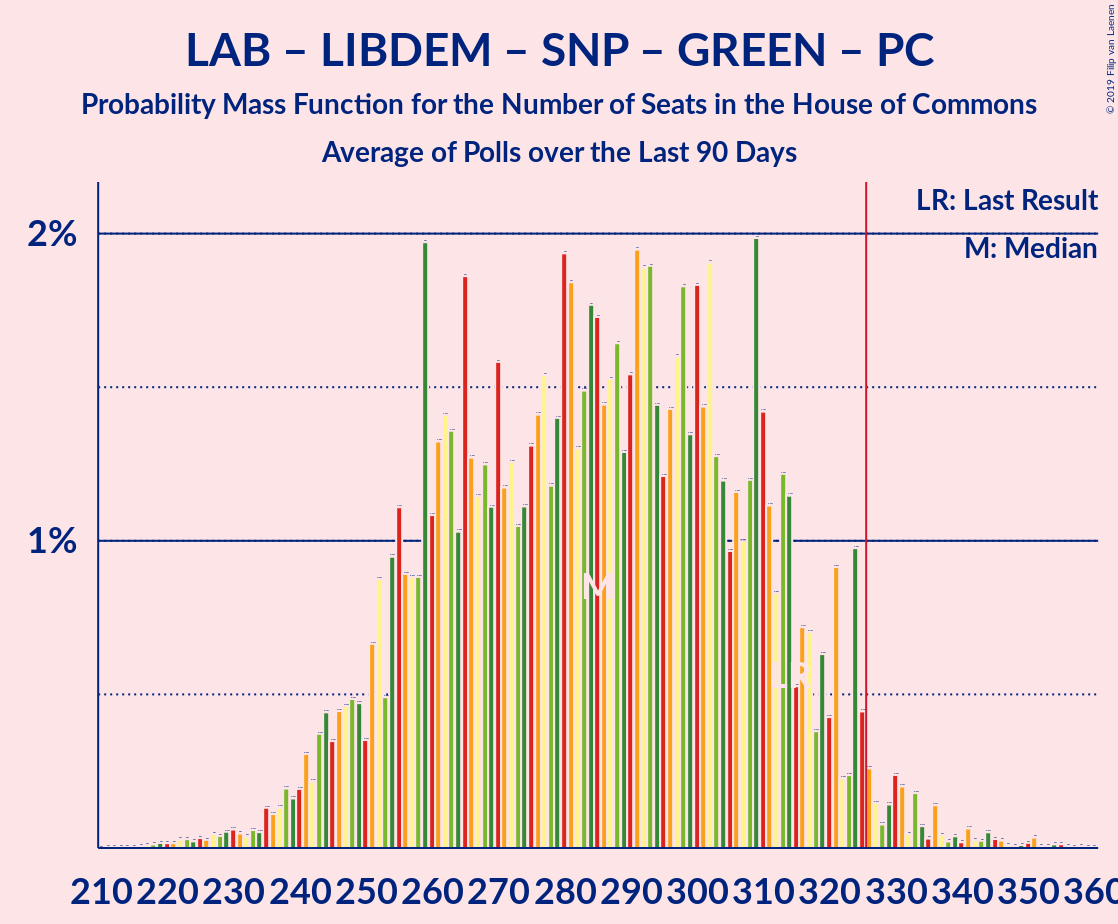 LAB – LIBDEM – SNP – GREEN – PC
Probability Mass Function for the Number of Seats in the House of Commons
Average of Polls over the Last 90 Days
© 2019 Filip van Laenen
LR: Last Result
M: Median
2%
1%
M
LR
210 220 230 240 250 260 270 280 290 300 310 320 330 340 350 360